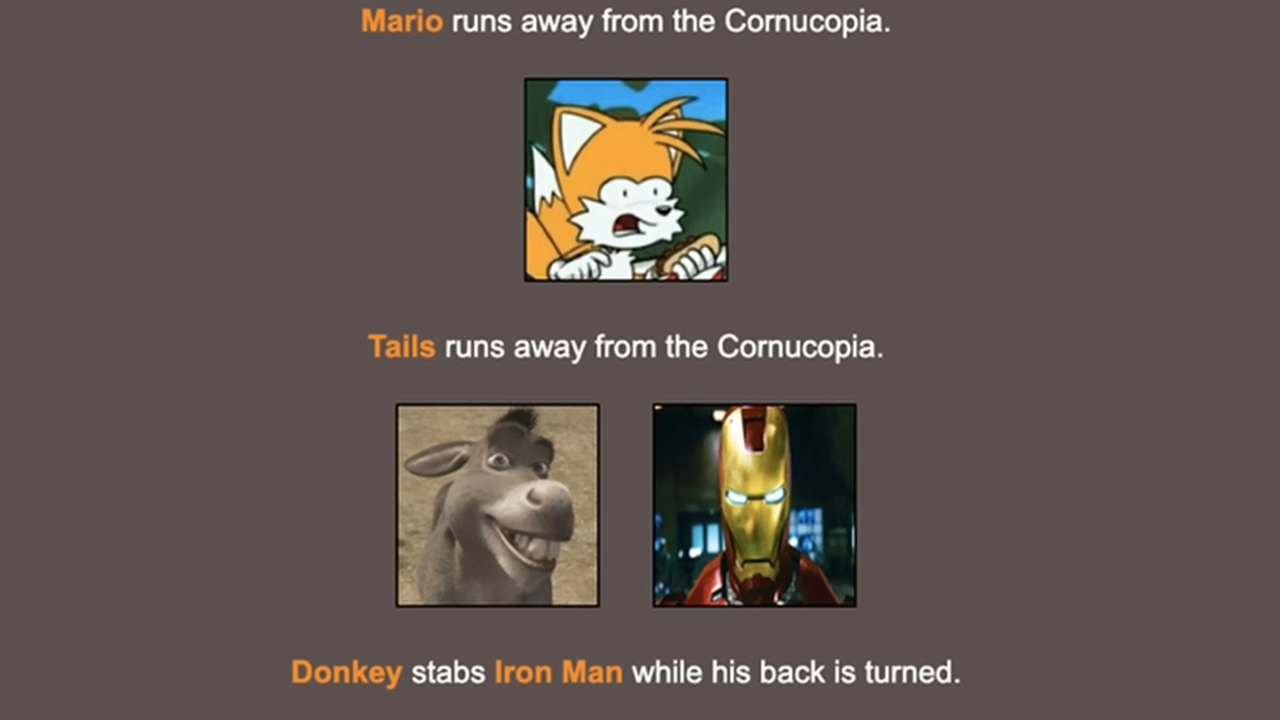 Mario runs away from the Cornucopia.
Tails runs away from the Cornucopia.
Donkey stabs Iron Man while his back is turned.